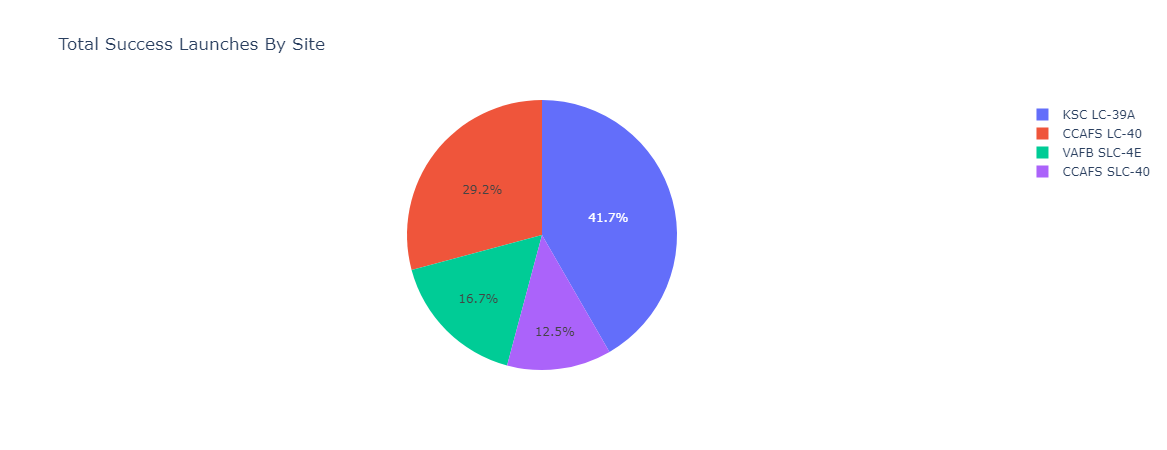 Total Success Launches By Site
KSC LC-39A
CCAFS LC-40
VAFB SLC-4E
CCAFS SLC-40
29.2%
41.7%
16.7%
12.5%